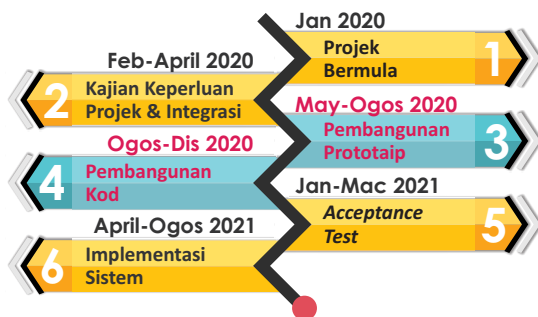 Jan 2020
Projek
Bermula
1
Feb-April 2020
2
Kajian Keperluan
Projek & Integrasi
May-Ogos 2020
Pembangunan
Prototaip
3
Ogos-Dis 2020
4
Pembangunan
Kod
Jan-Mac 2021
Acceptance
Test
5
April-Ogos 2021
6
Implementasi
Sistem